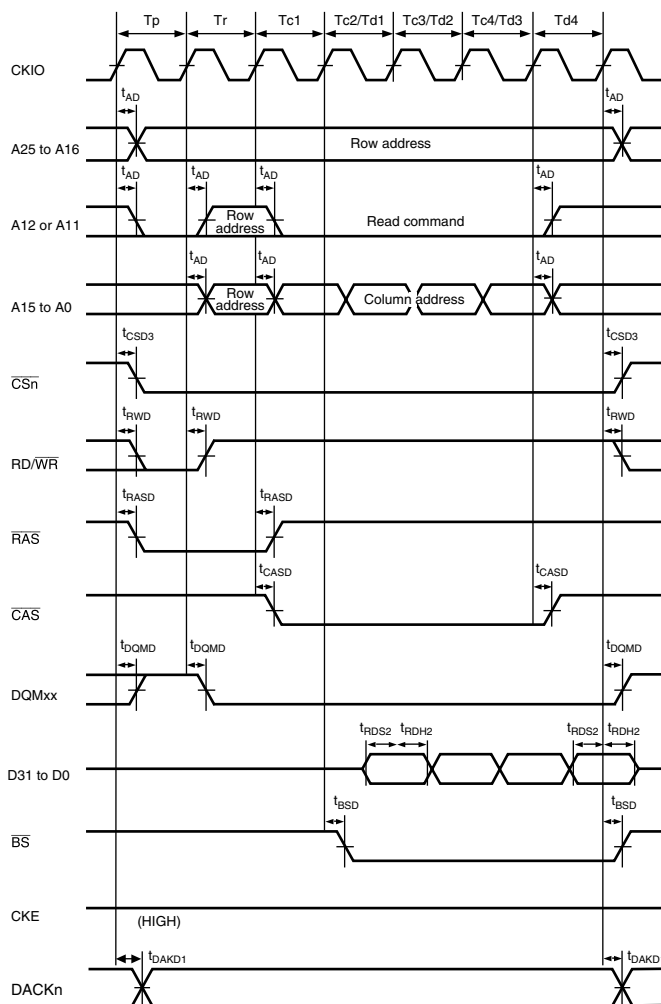 Tp Tr Tc1 Tc2/Td1 Tc3/Td2 Tc4/Td3 Td4
CKIO
tAD tAD
A25 to A16 Row address
tAD tAD tAD tAD
A12 or A11 Row address Read command
tAD tAD tAD
A15 to A0 Row address Column address
tCSD3 tCSD3
CSn
tRWD tRWD tRWD
RD/WR
tRASD tRASD
RAS
tCASD tCASD
CAS
tDQMD tDQMD tDQMD
DQMxx
tRDS2 tRDH2 tRDS2 tRDH2
D31 to D0
tBSD tBSD
BS
CKE (HIGH)
tDAKD1 tDAKD
DACKn